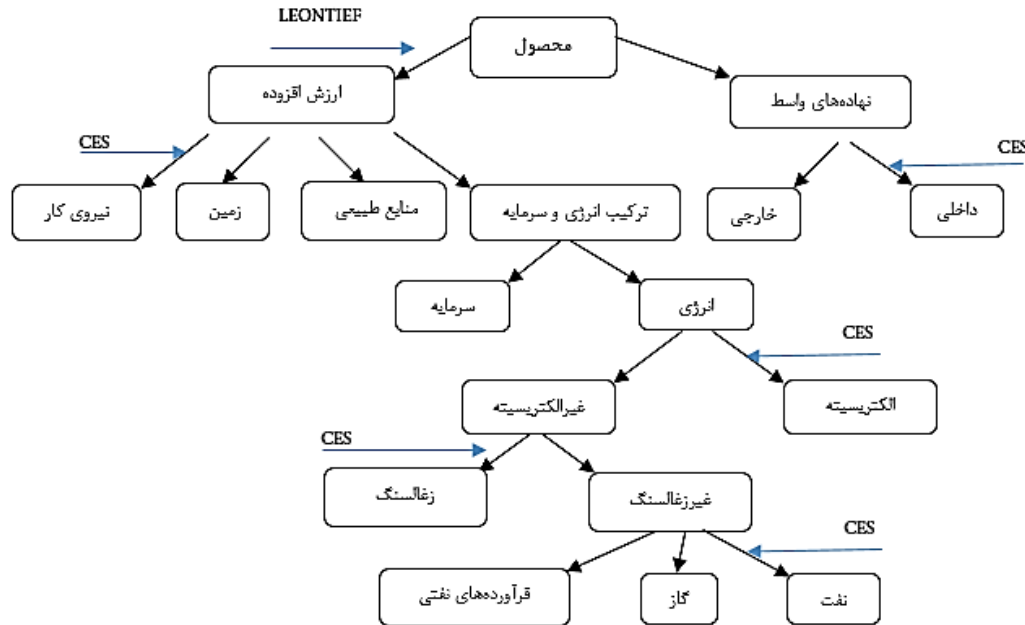 LEONTIEF
محصول
ارزش افزوده
نهاده‌های واسط
CES
CES
نیروی کار
زمین
منابع طبیعی
ترکیب انرژی و سرمایه
خارجی
داخلی
سرمایه
انرژی
CES
غیرالکتریسیته
الکتریسیته
CES
زغالسنگ
غیرزغالسنگ
CES
فرآورده‌های نفتی
گاز
نفت